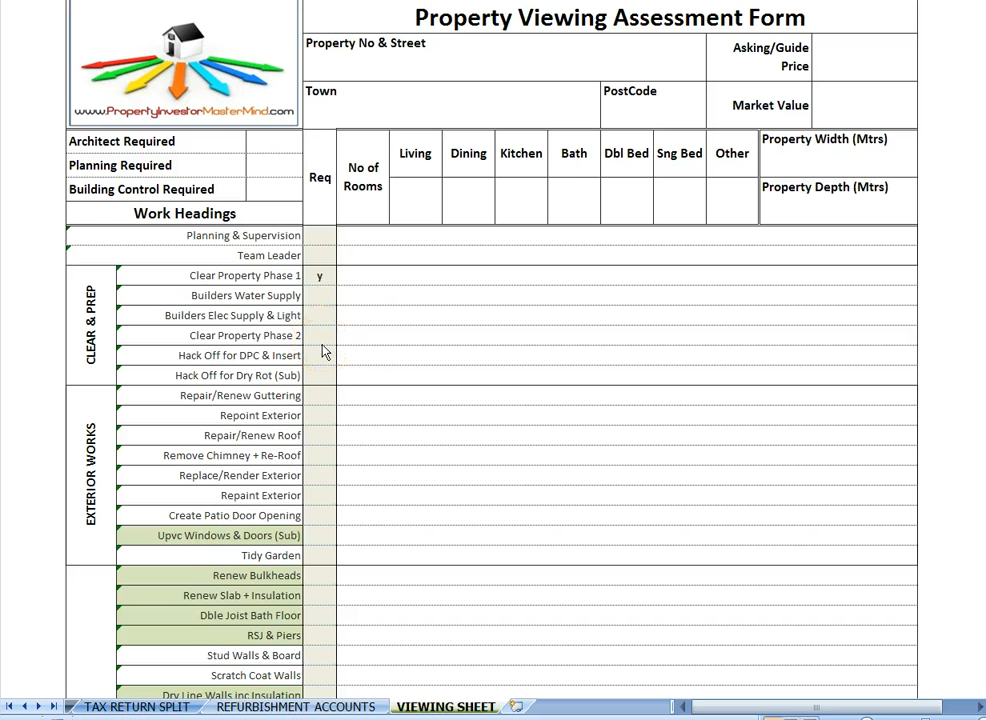 Property Viewing Assessment Form
www.PropertyInvestorMasterMind.com
Property No & Street
Asking/Guide
Price
Town
PostCode
Market Value
Architect Required
Planning Required
Building Control Required
Work Headings
Req
No of
Rooms
Living
Dining
Kitchen
Bath
Dbl Bed
Sng Bed
Other
Property Width (Mtrs)
Property Depth (Mtrs)
Planning & Supervision
Team Leader
CLEAR & PREP
Clear Property Phase 1 y
Builders Water Supply
Builders Elec Supply & Light
Clear Property Phase 2
Hack Off for DPC & Insert
Hack Off for Dry Rot (Sub)
EXTERIOR WORKS
Repair/Renew Guttering
Repoint Exterior
Repair/Renew Roof
Remove Chimney + Re-Roof
Replace/Render Exterior
Repaint Exterior
Create Patio Door Opening
Upvc Windows & Doors (Sub)
Tidy Garden
Renew Bulkheads
Renew Slab + Insulation
Dble Joist Bath Floor
RSJ & Piers
Stud Walls & Board
Scratch Coat Walls
Dry Line Walls inc Insulation
TAX RETURN SPLIT
REFURBISHMENT ACCOUNTS
VIEWING SHEET